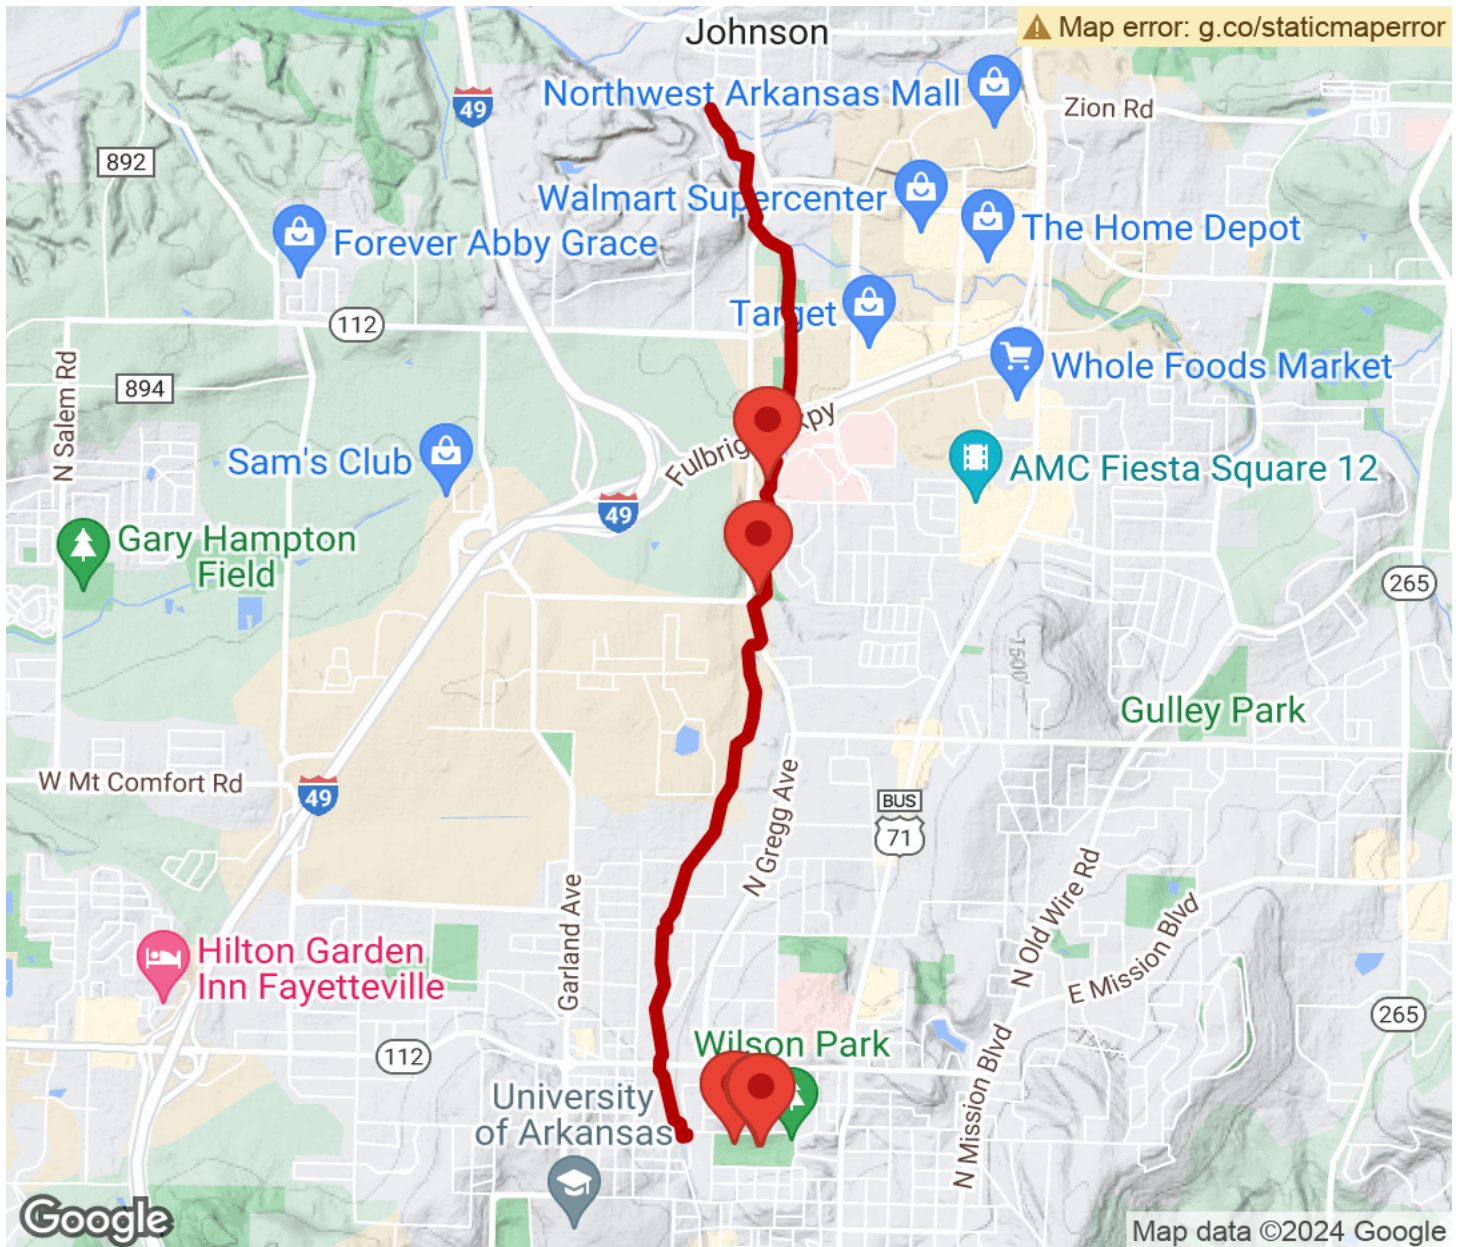 Johnson
Map error: g.co/staticmaperror
Northwest Arkansas Mall
49
Zion Rd
892
Walmart Supercenter
The Home Depot
Forever Abby Grace
Target
112
Whole Foods Market
894
N Salem Rd
Sam's Club
AMC Fiesta Square 12
49
Gary Hampton
Field
265
Gulley Park
W Mt Comfort Rd
49
BUS
71
N Gregg Ave
Garland Ave
N Old Wire Rd
E Mission Blvd
Hilton Garden
Inn Fayetteville
265
112
Wilson Park
University
of Arkansas
N Mission Blvd
Google
Map data ©2024 Google